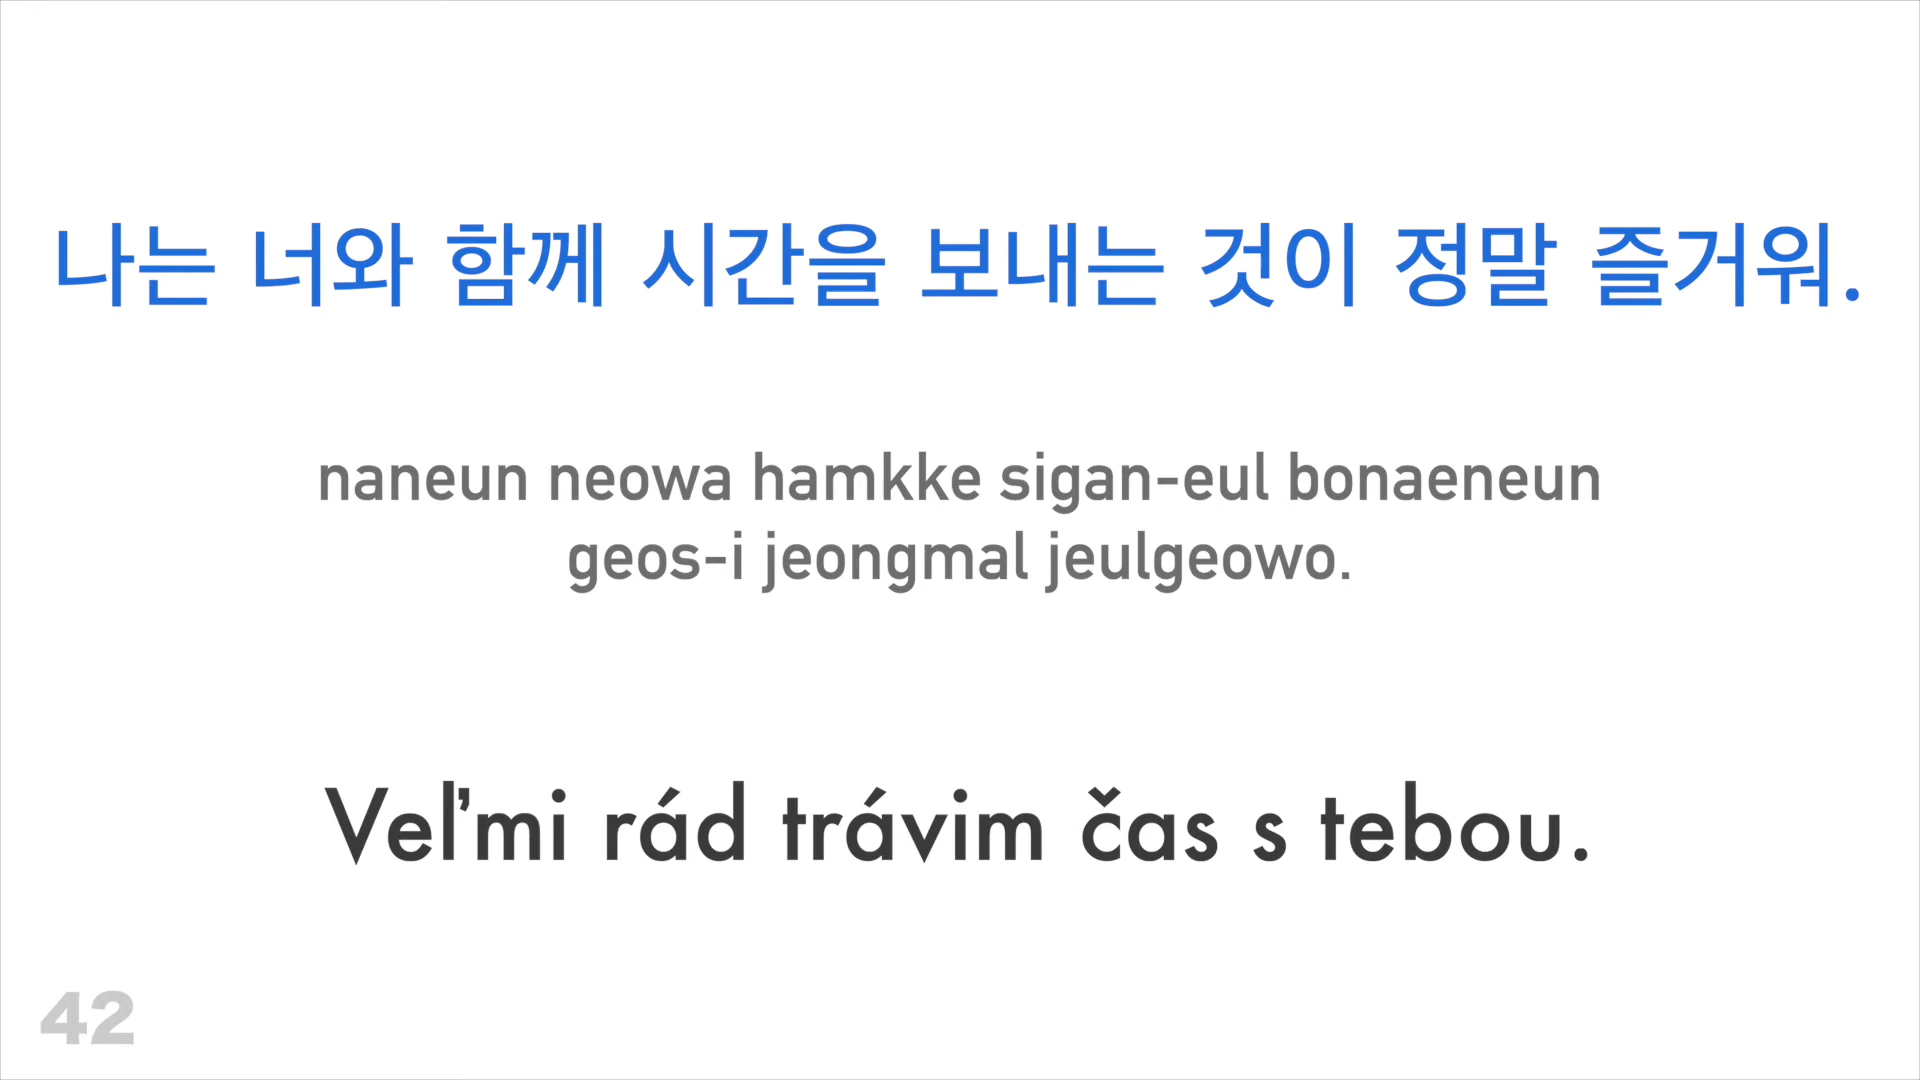 나는 너와 함께 시간을 보내는 것이 정말 즐거워.
naneun neowa hamkke sigan-eul bonaeneun
geos-i jeongmal jeulgeowo.
Veľmi rád trávim čas s tebou.
42